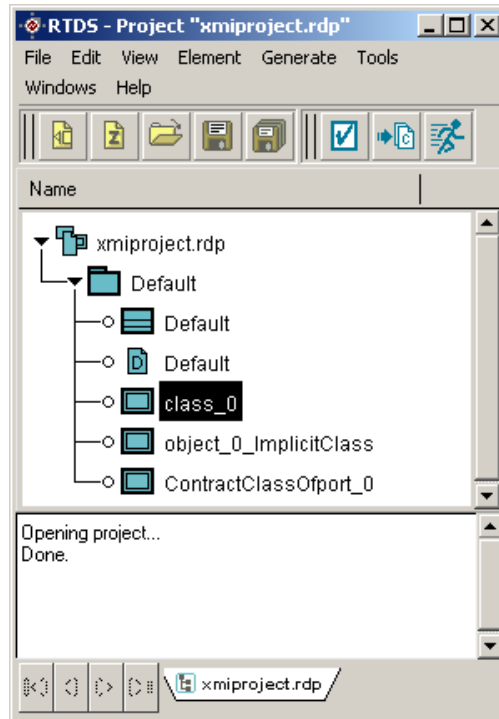 RTDS - Project "xmiproject.rdp"
File Edit View Element Generate Tools
Windows Help
Name
xmiproject.rdp
Default
Default
D Default
class_0
object_0_ImplicitClass
ContractClassOfport_0
Opening project...
Done.
xmiproject.rdp